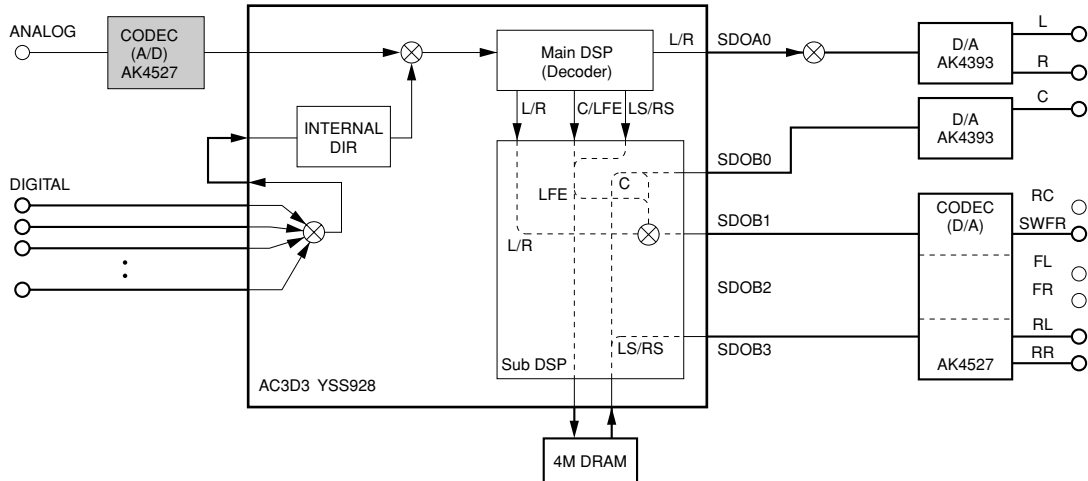 ANALOG
CODEC
(A/D)
AK4527
Main DSP
(Decoder)
L/R
SDOA0
D/A
AK4393
L
R
L/R
C/LFE
LS/RS
INTERNAL
DIR
D/A
AK4393
C
SDOB0
DIGITAL
LFE
C
L/R
SDOB1
CODEC
(D/A)
RC
SWFR
SDOB2
FL
FR
LS/RS
SDOB3
RL
Sub DSP
AK4527
RR
AC3D3 YSS928
4M DRAM